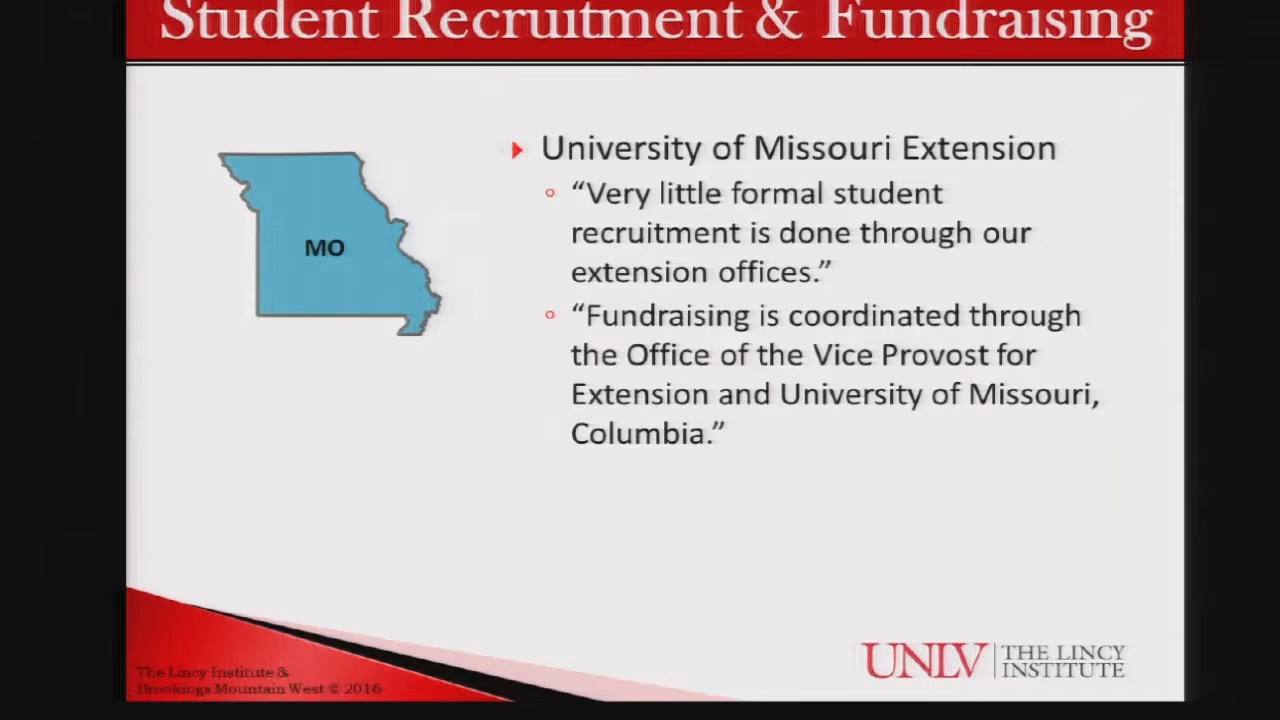 Student Recruitment & Fundraising
University of Missouri Extension
“Very little formal student
recruitment is done through our
extension offices.”
“Fundraising is coordinated through
the Office of the Vice Provost for
Extension and University of Missouri,
Columbia.”
MO
The Lincy Institute &
Brookings Mountain West © 2016
UNLV THE LINCY
INSTITUTE